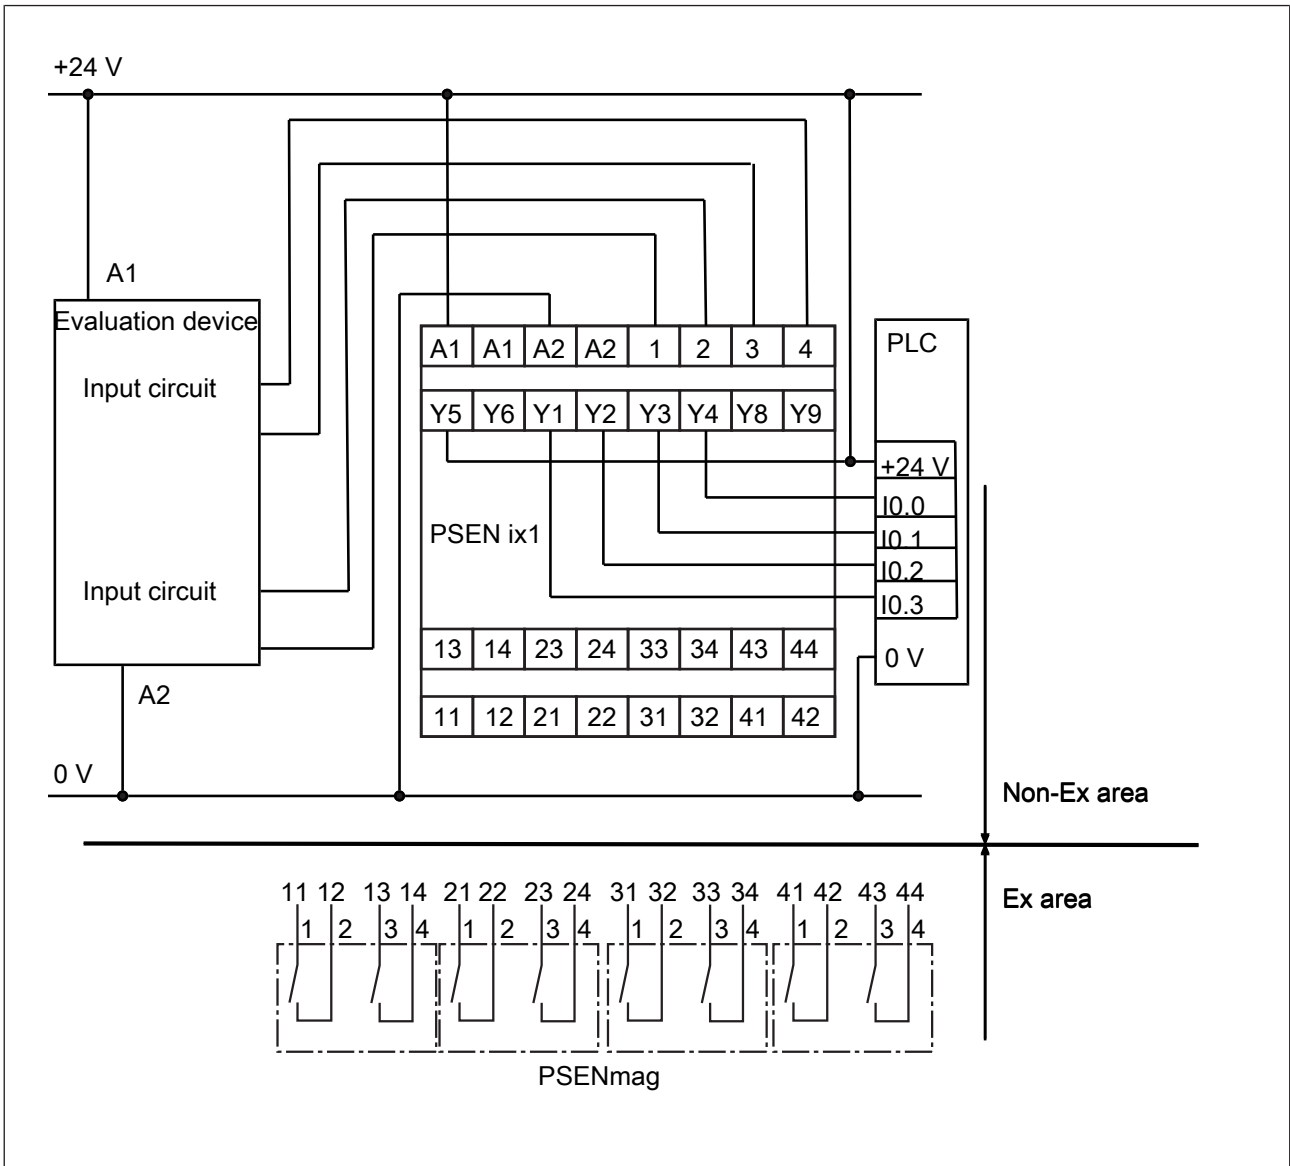 +24 V
A1
Evaluation device
Input circuit
Input circuit
A2
0 V
A1 A1 A2 A2 1 2 3 4
Y5 Y6 Y1 Y2 Y3 Y4 Y8 Y9
PSEN ix1
13 14 23 24 33 34 43 44
11 12 21 22 31 32 41 42
PLC
+24 V
I0.0
I0.1
I0.2
I0.3
0 V
Non-Ex area
Ex area
11 12 13 14 21 22 23 24 31 32 33 34 41 42 43 44
1 2 3 4 1 2 3 4 1 2 3 4 1 2 3 4
PSENmag